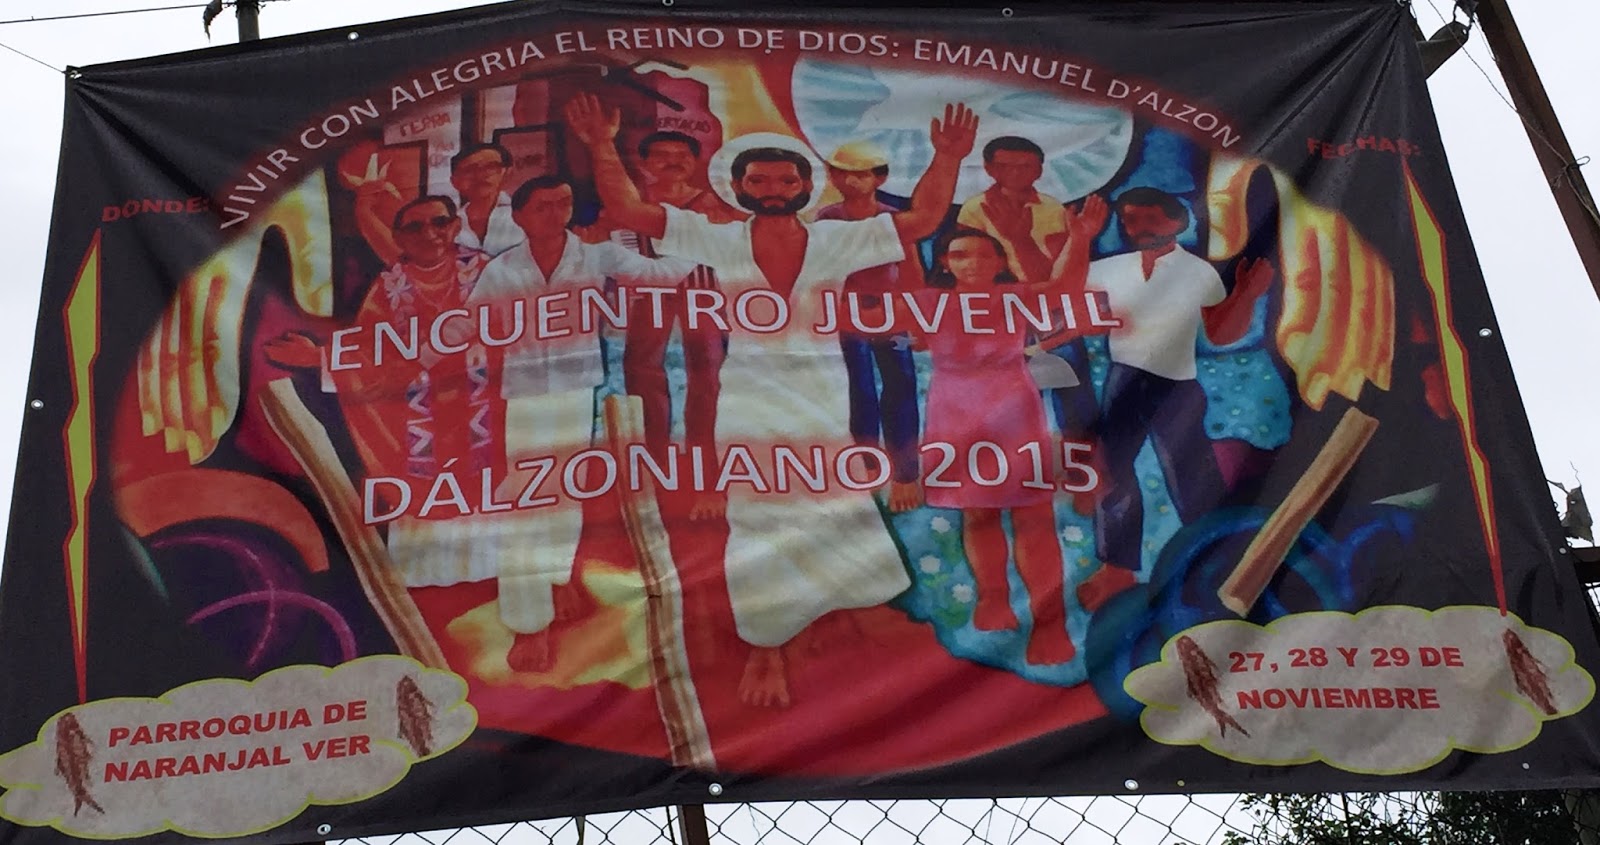 VIVIR CON ALEGRIA EL REINO DE DIOS: EMANUEL D'ALZON
DONDE:
FECHAS:
TERRA
ENCUENTRO JUVENIL
DÁLZONIANO 2015
PARROQUIA DE
NARANJAL VER
27, 28 Y 29 DE
NOVIEMBRE